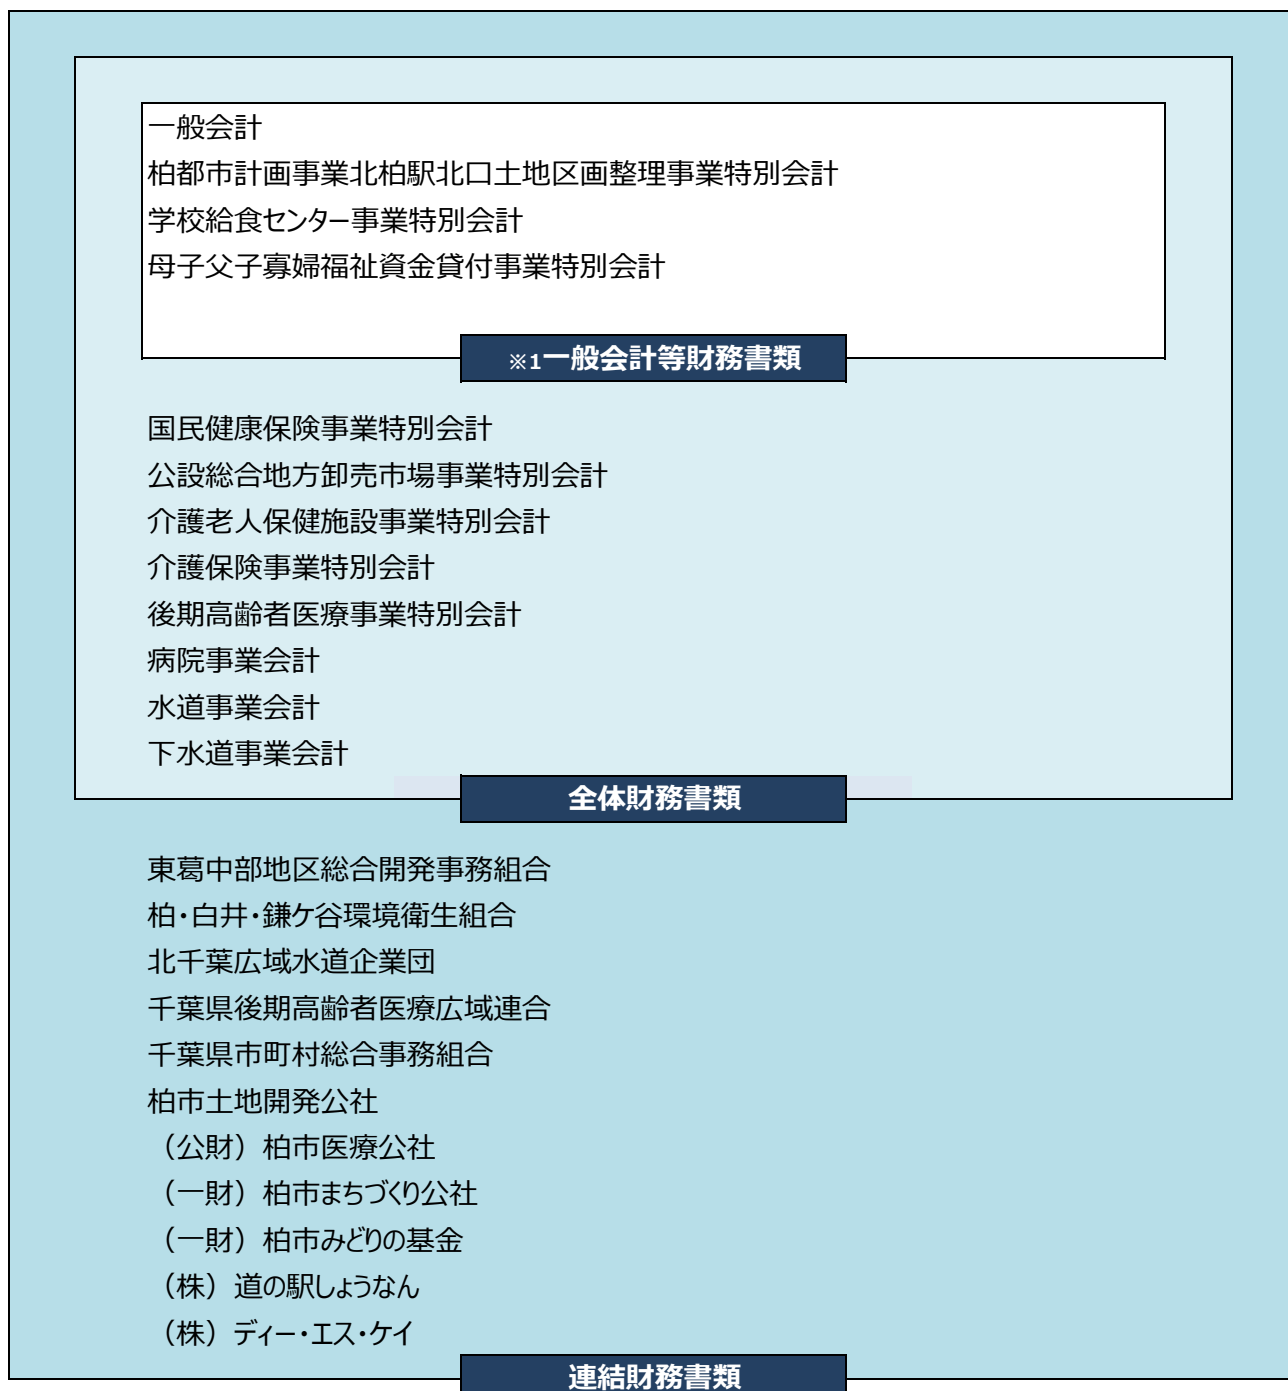 一般会計
柏都市計画事業北柏駅北口土地区画整理事業特別会計
学校給食センター事業特別会計
母子父子寡婦福祉資金貸付事業特別会計
※1一般会計等財務書類
国民健康保険事業特別会計
公設総合地方卸売市場事業特別会計
介護老人保健施設事業特別会計
介護保険事業特別会計
後期高齢者医療事業特別会計
病院事業会計
水道事業会計
下水道事業会計
全体財務書類
東葛中部地区総合開発事務組合
柏・白井・鎌ケ谷環境衛生組合
北千葉広域水道企業団
千葉県後期高齢者医療広域連合
千葉県市町村総合事務組合
柏市土地開発公社
（公財）柏市医療公社
（一財）柏市まちづくり公社
（一財）柏市みどりの基金
（株）道の駅しょうなん
（株）ディー・エス・ケイ
連結財務書類